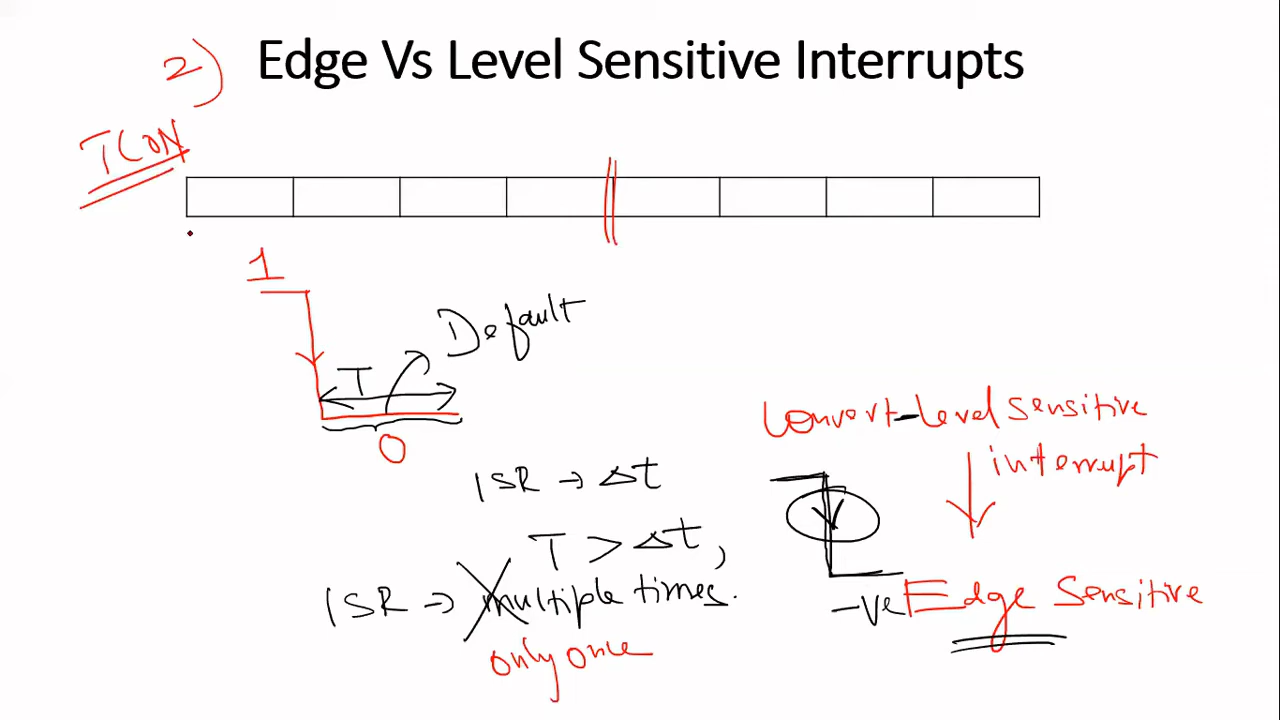 2) Edge Vs Level Sensitive Interrupts
TCON
1
Default
T
0
Convert Level sensitive
interrupt
ISR → Δt
T > Δt,
ISR → multiple times.
-ve Edge Sensitive
only once